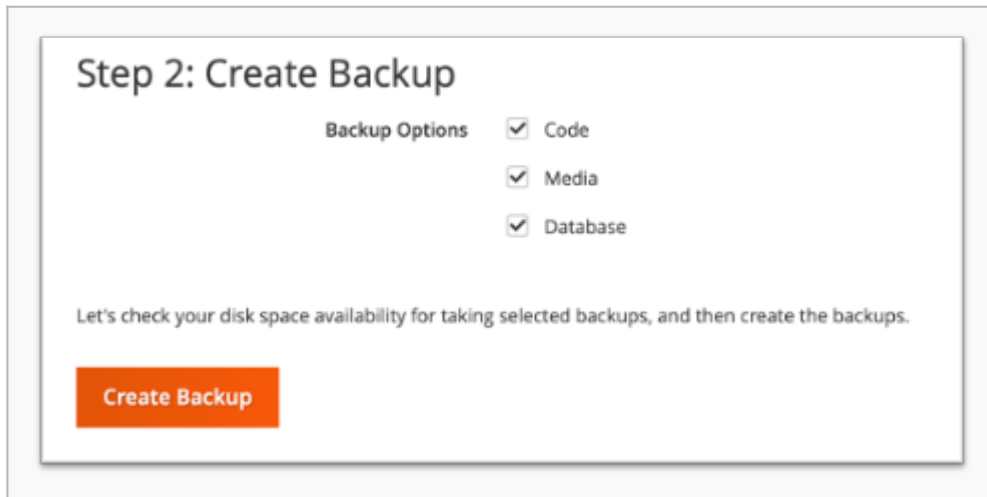 Step 2: Create Backup
Backup Options Code
Media
Database
Let's check your disk space availability for taking selected backups, and then create the backups.
Create Backup